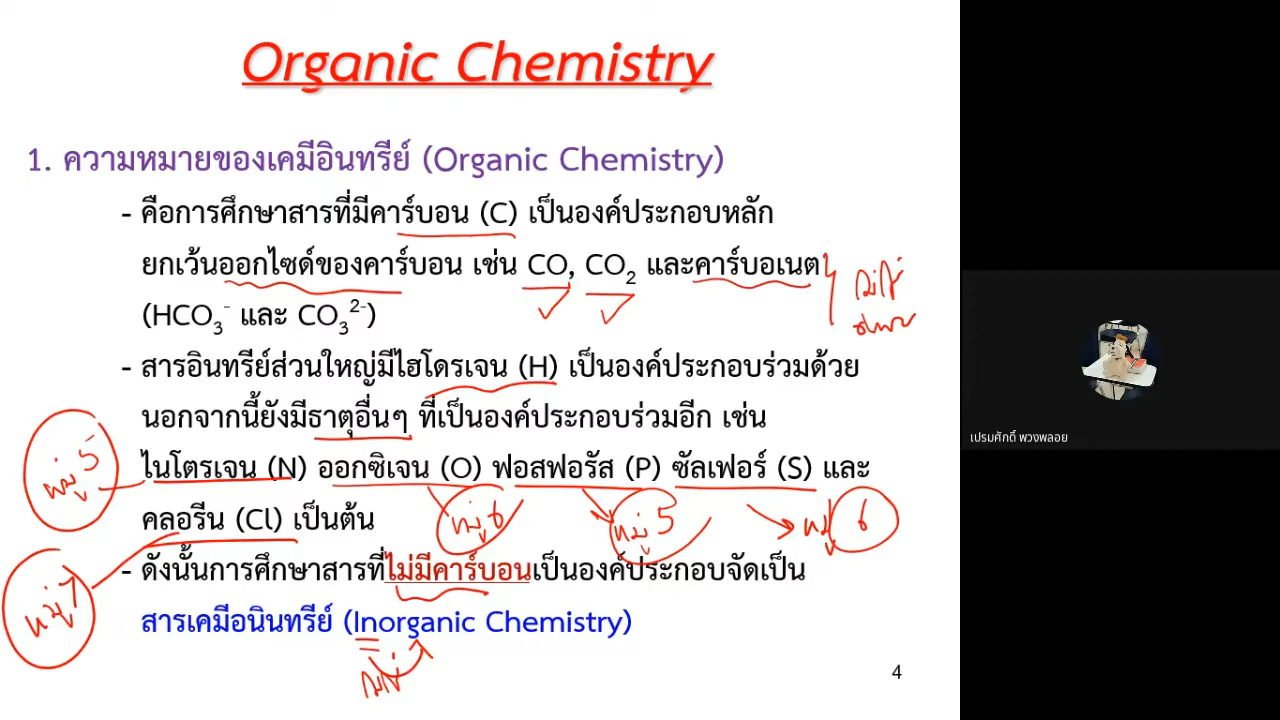 Organic Chemistry
1. ความหมายของเคมีอินทรีย์ (Organic Chemistry)
- คือการศึกษาสารที่มีคาร์บอน (C) เป็นองค์ประกอบหลัก
ยกเว้นออกไซด์ของคาร์บอน เช่น CO, CO2 และคาร์บอเนต
ไม่ใช่
(HCO3- และ CO3 2-)
- สารอินทรีย์ส่วนใหญ่มีไฮโดรเจน (H) เป็นองค์ประกอบร่วมด้วย
นอกจากนี้ยังมีธาตุอื่นๆ ที่เป็นองค์ประกอบร่วมอีก เช่น
หมู่ 5
ไนโตรเจน (N) ออกซิเจน (O) ฟอสฟอรัส (P) ซัลเฟอร์ (S) และ
คลอรีน (Cl) เป็นต้น
หมู่ 6
หมู่ 5
หมู่ 6
- ดังนั้นการศึกษาสารที่ไม่มีคาร์บอนเป็นองค์ประกอบจัดเป็น
หมู่ 7
สารเคมีอนินทรีย์ (Inorganic Chemistry)
ไม่ใช่
4
เปรมศักดิ์ พวงพลอย